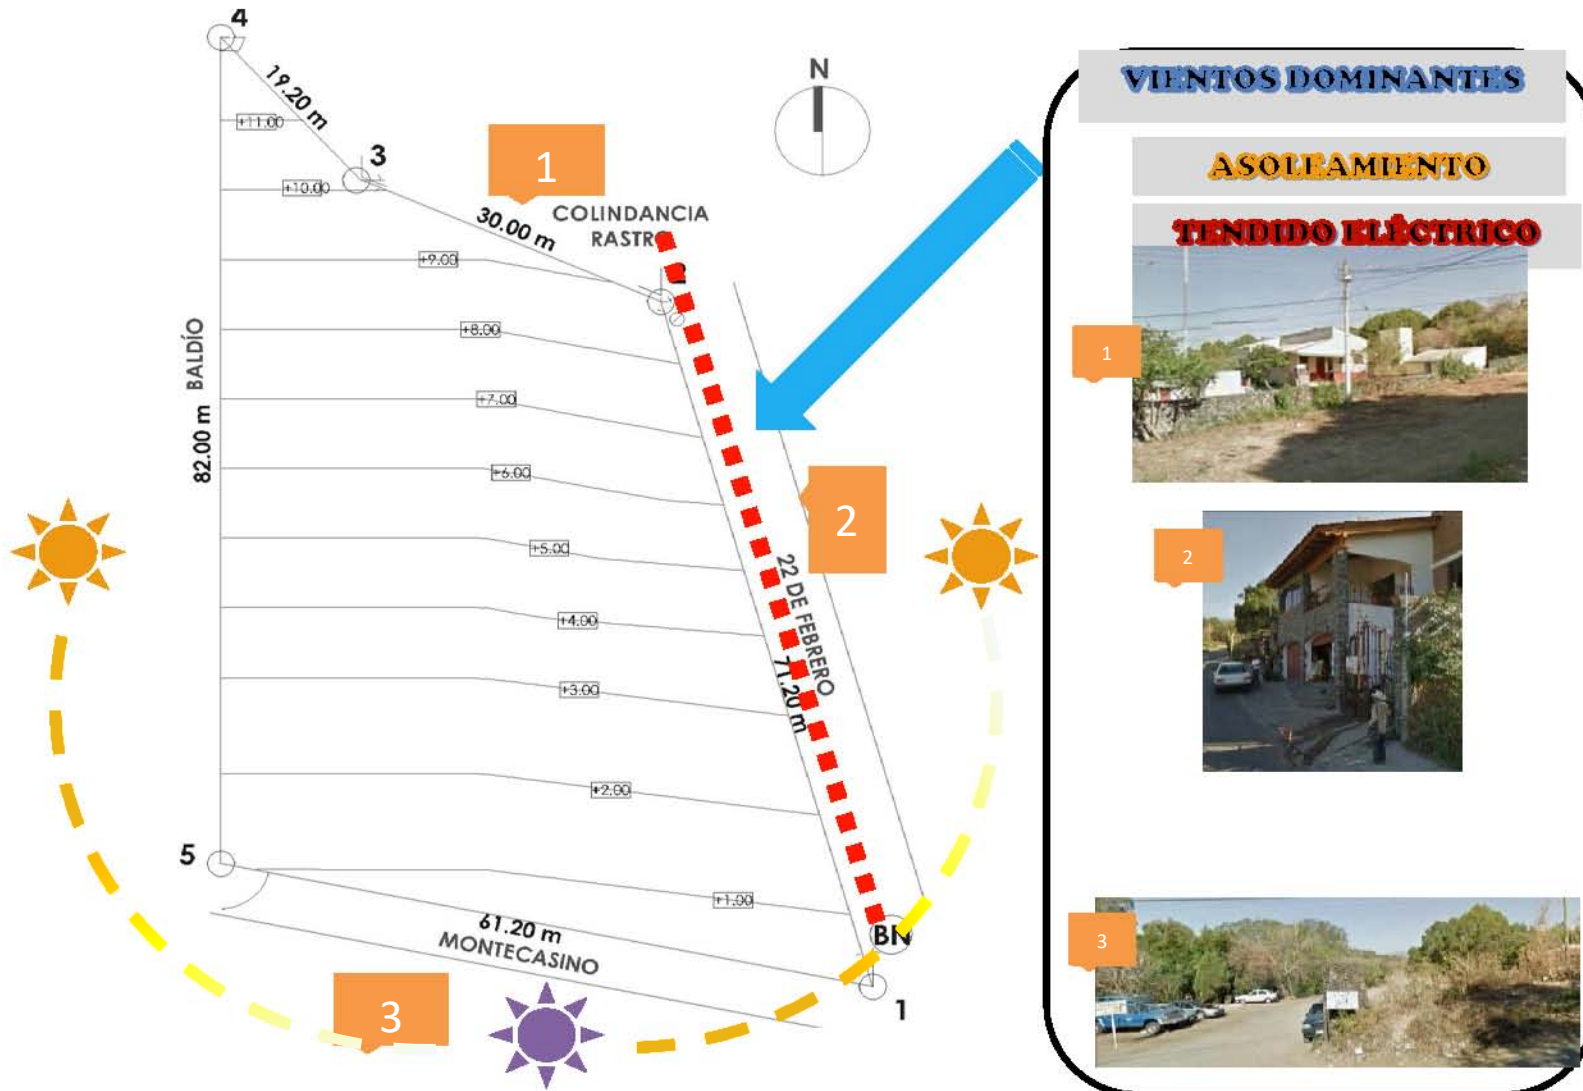 4
19.20 m
+11.00
3
+10.00
1
N
COLINDANCIA
RASTRO
30.00 m
+9.00
2
+8.00
BALDÍO
+7.00
82.00 m
+6.00
2
+5.00
22 DE FEBRERO
+4.00
71.20 m
+3.00
+2.00
5
+1.00
61.20 m
MONTECASINO
BN
1
3
VIENTOS DOMINANTES
ASOLEAMIENTO
TENDIDO ELÉCTRICO
1
2
3